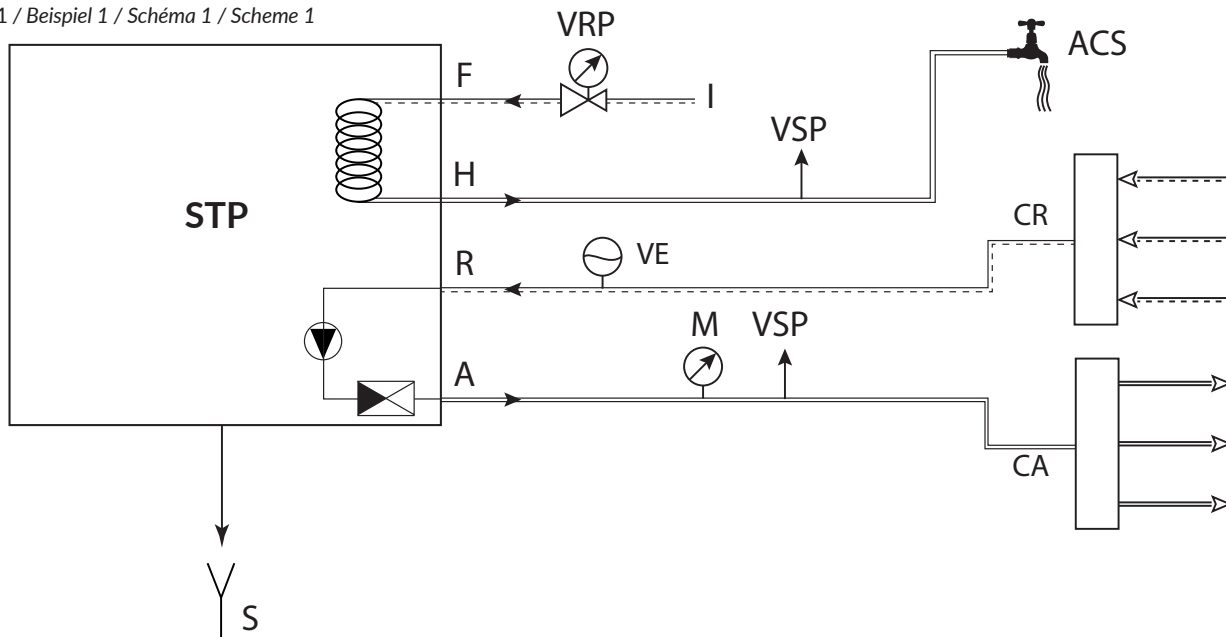 1 / Beispiel 1 / Schéma 1 / Scheme 1
VRP
ACS
F
I
VSP
H
STP
CR
R
VE
M
VSP
A
CA
S